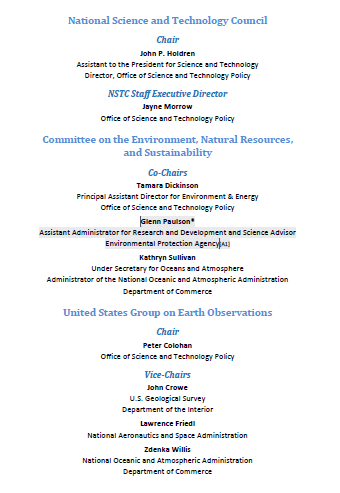 National Science and Technology Council
Chair
John P. Holdren
Assistant to the President for Science and Technology
Director, Office of Science and Technology Policy
NSTC Staff Executive Director
Jayne Morrow
Office of Science and Technology Policy
Committee on the Environment, Natural Resources,
and Sustainability
Co-Chairs
Tamara Dickinson
Principal Assistant Director for Environment & Energy
Office of Science and Technology Policy
Glenn Paulson*
Assistant Administrator for Research and Development and Science Advisor
Environmental Protection Agency[A1]
Kathryn Sullivan
Under Secretary for Oceans and Atmosphere
Administrator of the National Oceanic and Atmospheric Administration
Department of Commerce
United States Group on Earth Observations
Chair
Peter Colohan
Office of Science and Technology Policy
Vice-Chairs
John Crowe
U.S. Geological Survey
Department of the Interior
Lawrence Friedl
National Aeronautics and Space Administration
Zdenka Willis
National Oceanic and Atmospheric Administration
Department of Commerce